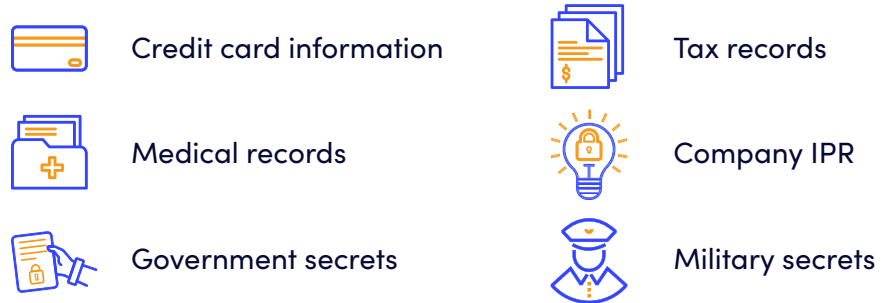 Credit card information
Tax records
Medical records
Company IPR
Government secrets
Military secrets
$